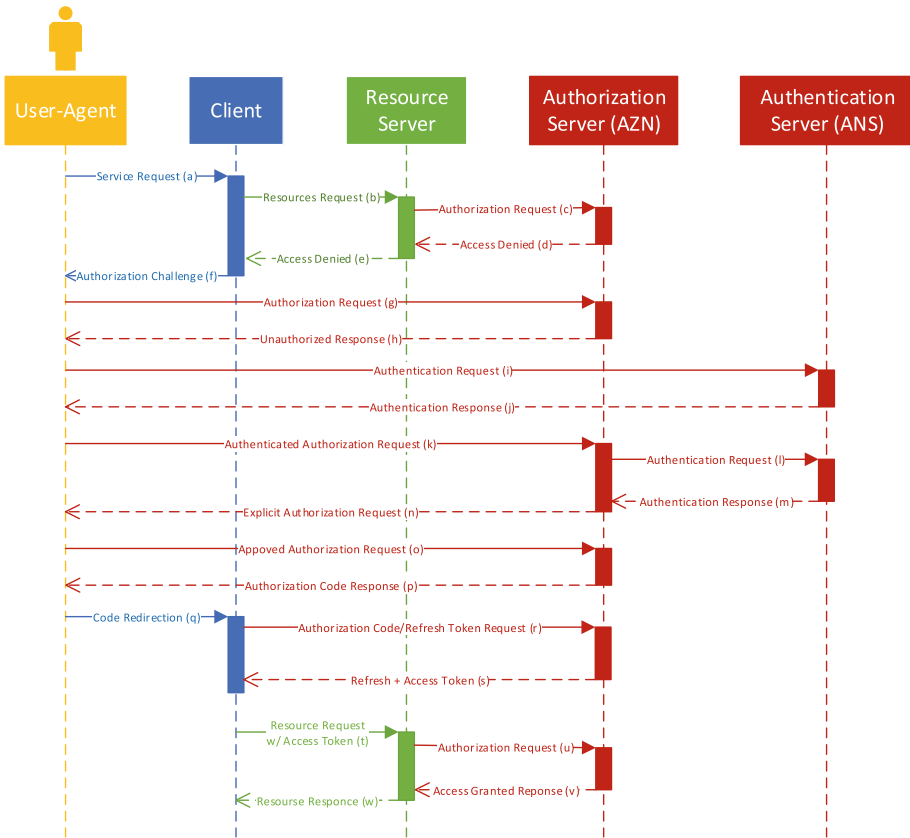 User-Agent
Client
Resource
Server
Authorization
Server (AZN)
Authentication
Server (ANS)
Service Request (a)
Resources Request (b)
Authorization Request (c)
Access Denied (d)
Access Denied (e)
Authorization Challenge (f)
Authorization Request (g)
Unauthorized Response (h)
Authentication Request (i)
Authentication Response (j)
Authenticated Authorization Request (k)
Authentication Request (l)
Authentication Response (m)
Explicit Authorization Request (n)
Appoved Authorization Request (o)
Authorization Code Response (p)
Code Redirection (q)
Authorization Code/Refresh Token Request (r)
Refresh + Access Token (s)
Resource Request
w/ Access Token (t)
Authorization Request (u)
Access Granted Reponse (v)
Resourse Responce (w)